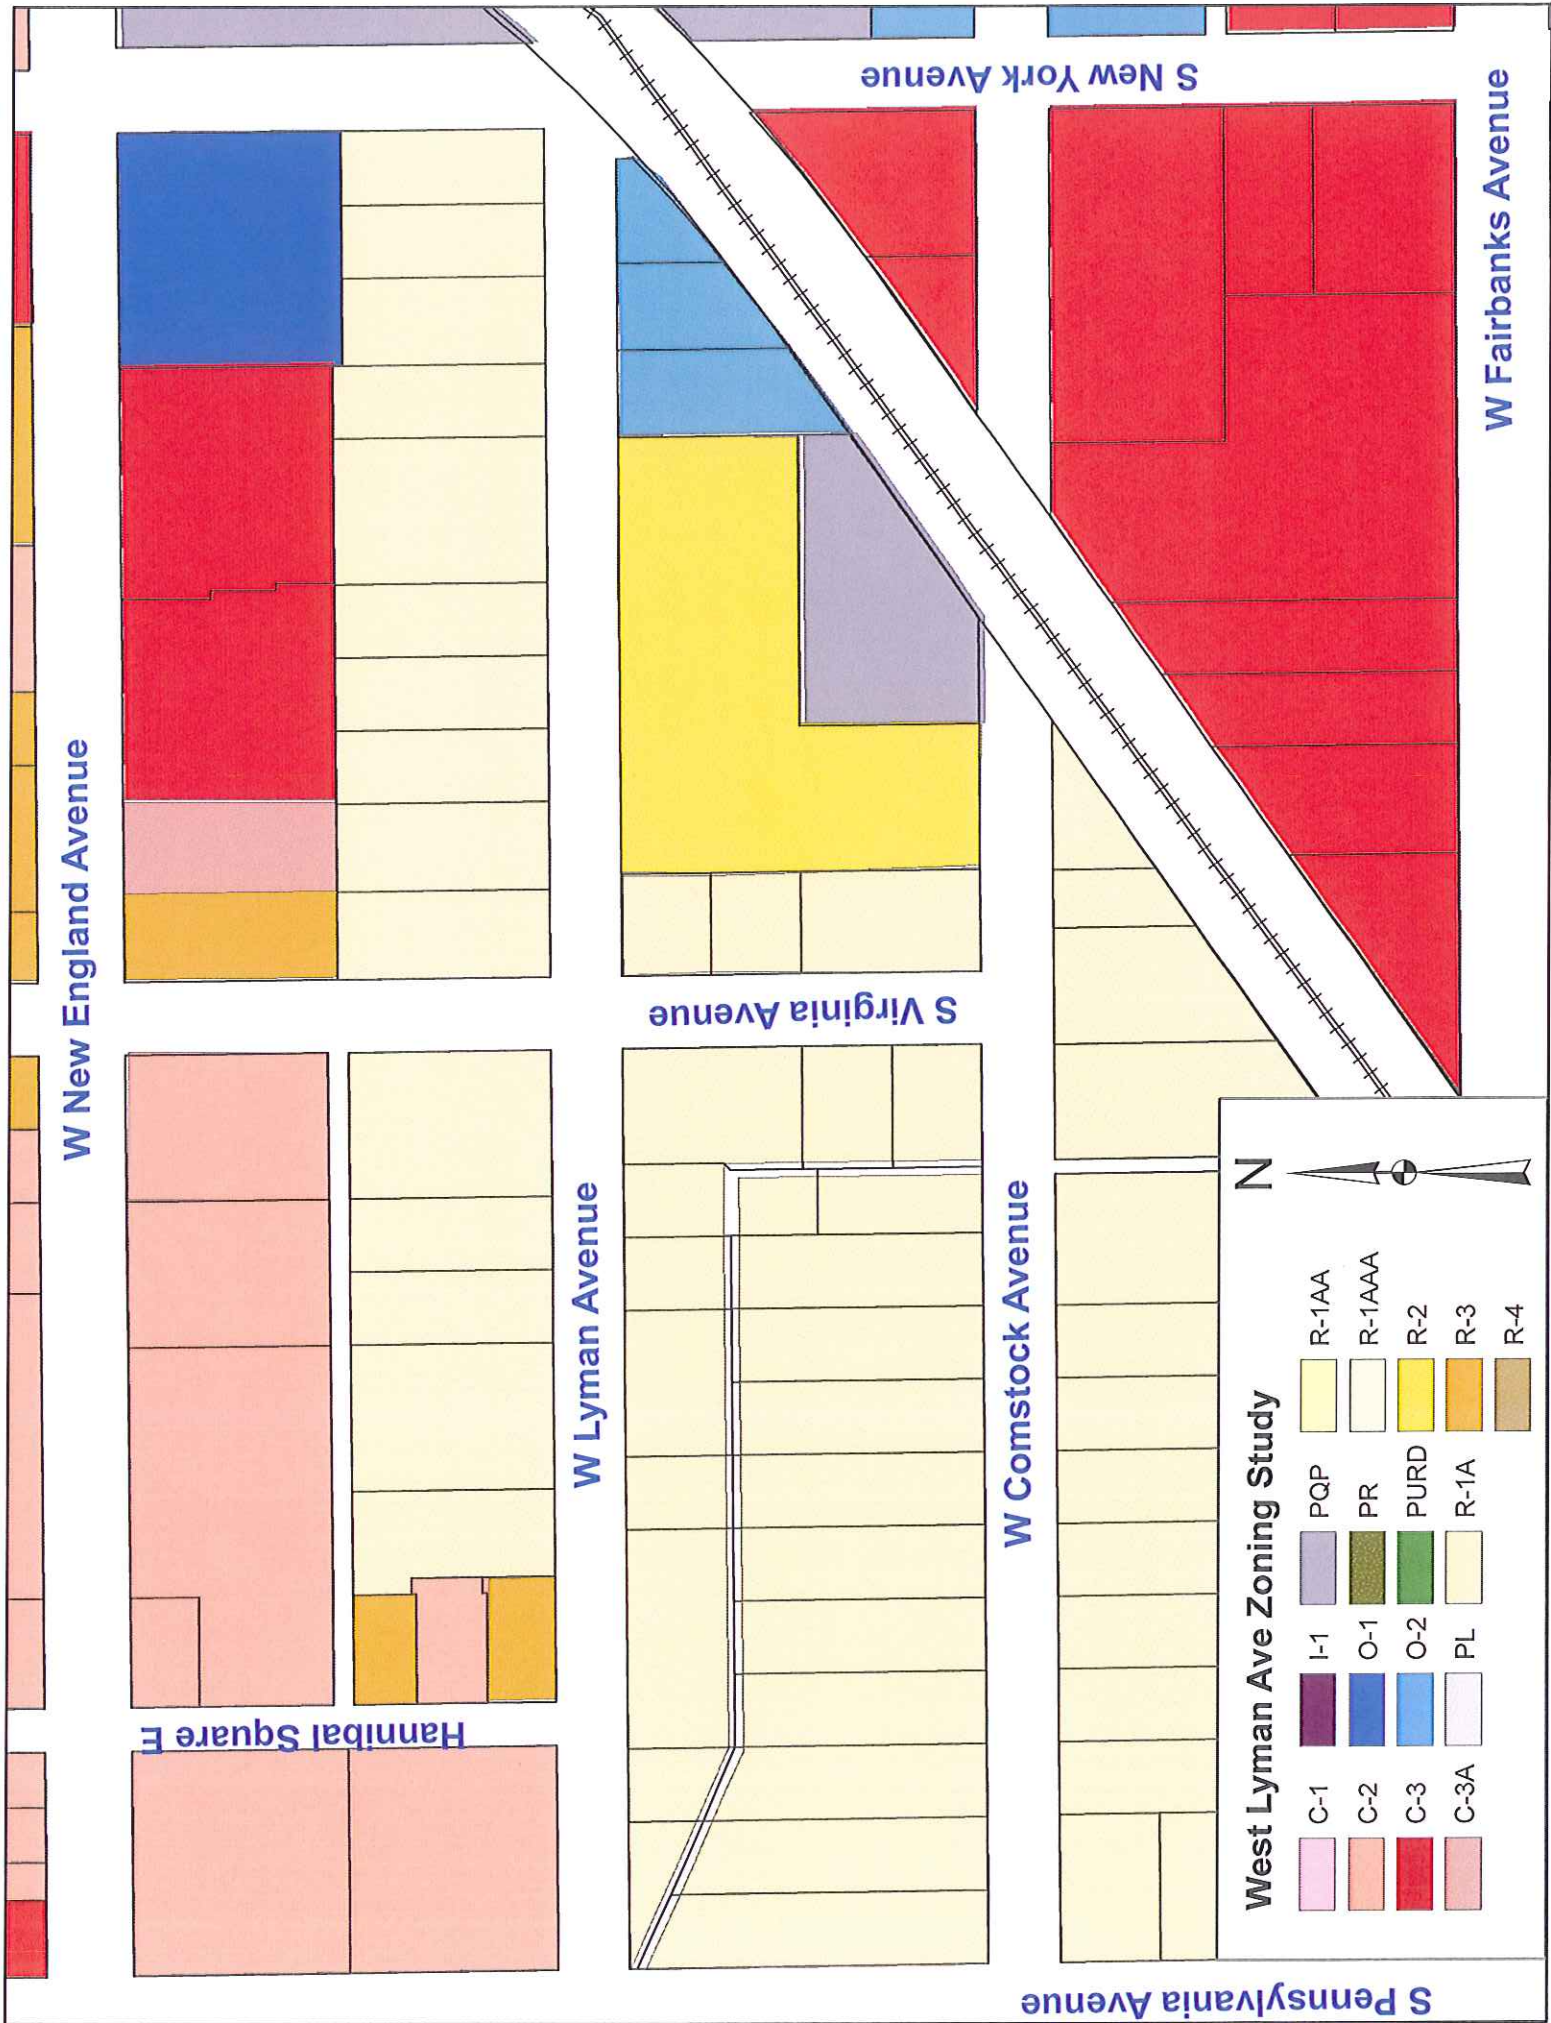 W New England Avenue
S New York Avenue
W Fairbanks Avenue
S Virginia Avenue
W Lyman Avenue
W Comstock Avenue
Hannibal Square E
S Pennsylvania Avenue
West Lyman Ave Zoning Study
C-1
C-2
C-3
C-3A
I-1
O-1
O-2
PL
PQP
PR
PURD
R-1A
R-1AA
R-1AAA
R-2
R-3
R-4
N